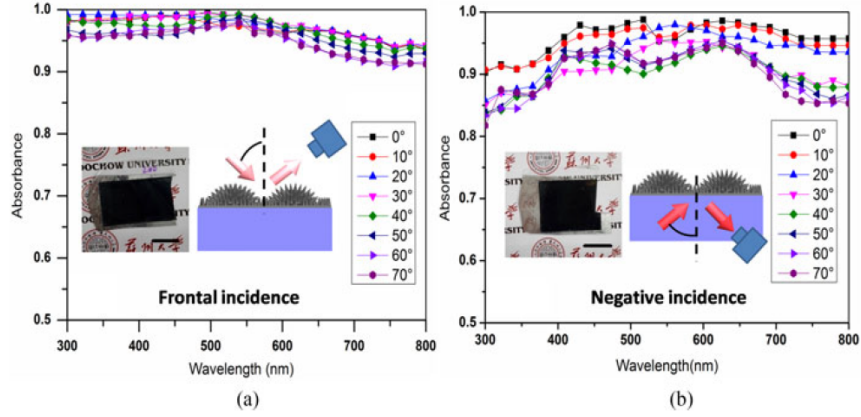 (a)
1.0
0.9
0.8
0.7
0.6
0.5
Absorbance
300 400 500 600 700 800
Wavelength (nm)
OCHOW UNIVERSITY
0°
10°
20°
30°
40°
50°
60°
70°
Frontal incidence
(a)
(b)
1.0
0.9
0.8
0.7
0.6
0.5
Absorbance
300 400 500 600 700 800
Wavelength (nm)
0°
10°
20°
30°
40°
50°
60°
70°
Negative incidence
(b)